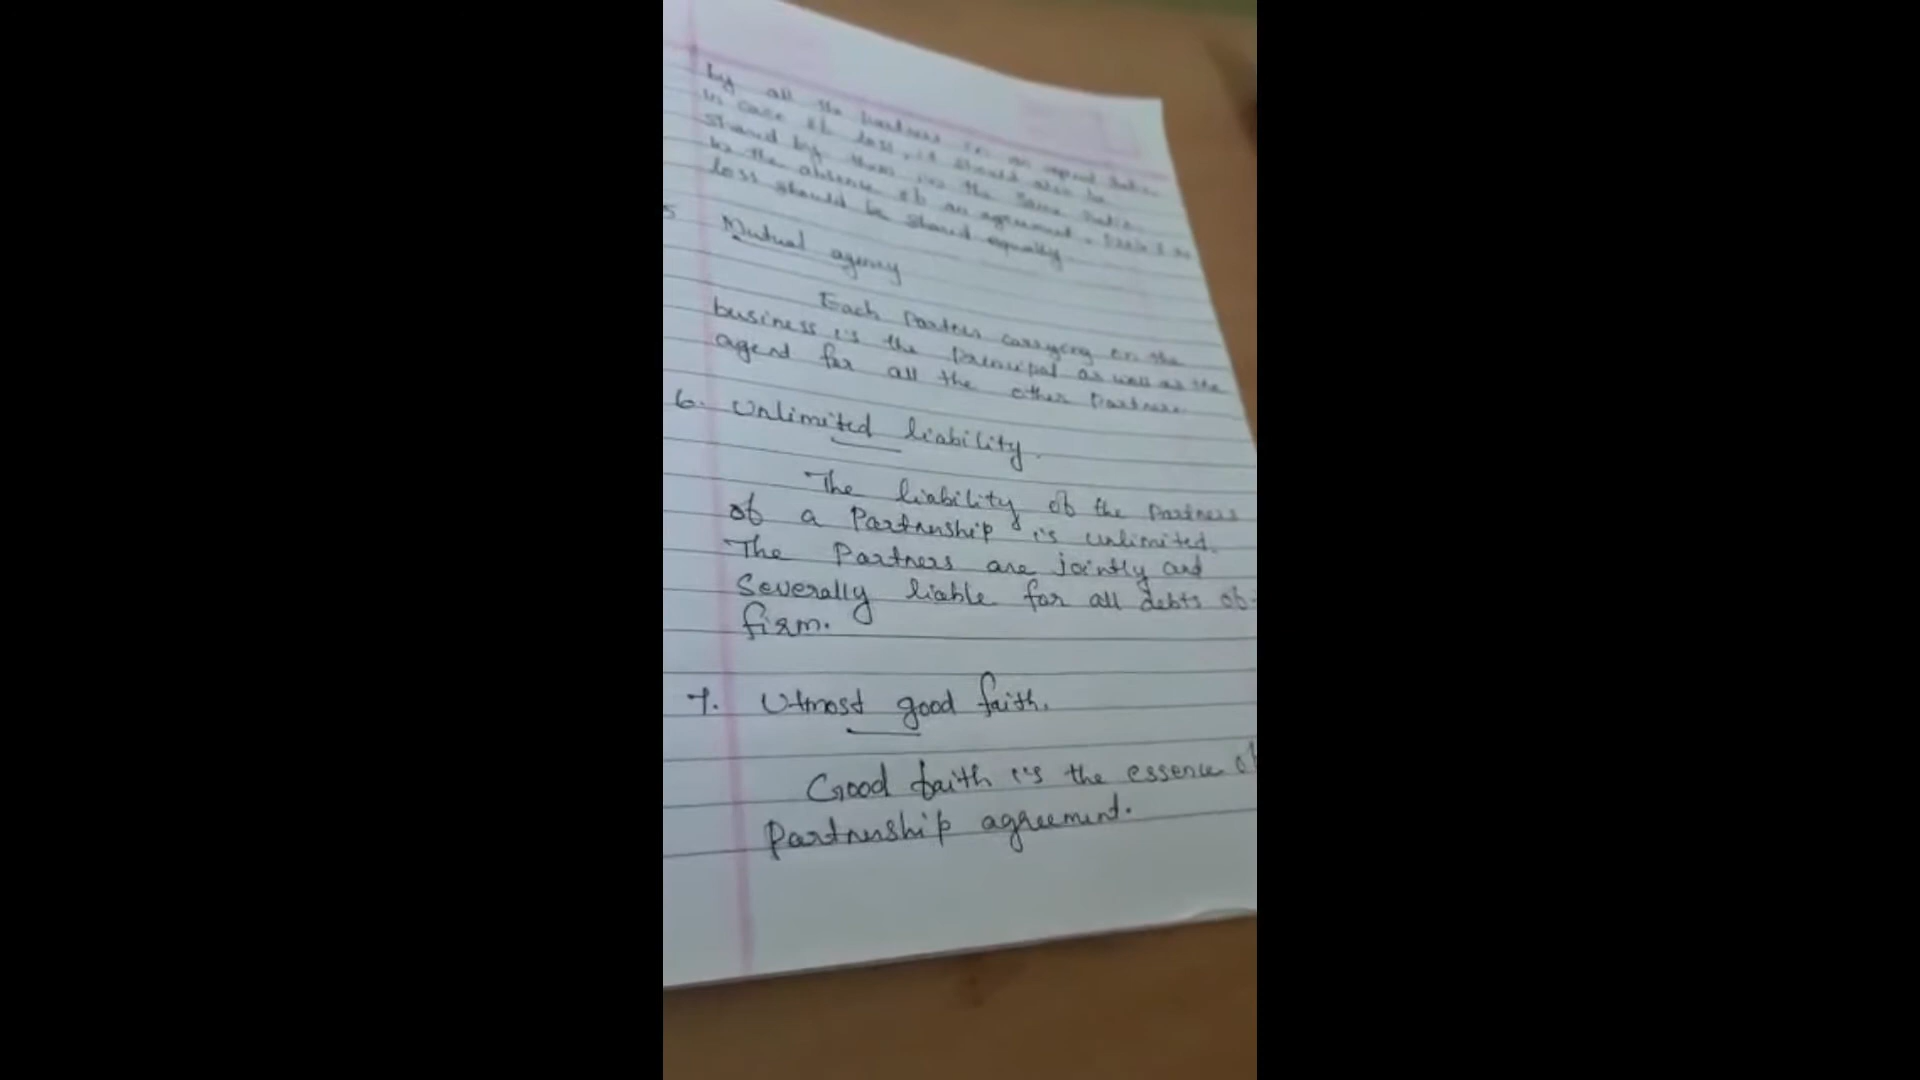 by all the partners in an agreed ratio.
in case of loss, it should also be
shared by them in the same ratio.
In the absence of an agreement,
loss should be shared equally
5 Mutual agency
Each Partner carrying on the
business is the Principal as well as the
agent for all the other Partners
6. Unlimited liability.
The liability of the Partners
of a Partnership is unlimited.
The Partners are jointly and
Severally liable for all debts of
firm.
7. Utmost good faith.
Good faith is the essence of
Partnership agreement.